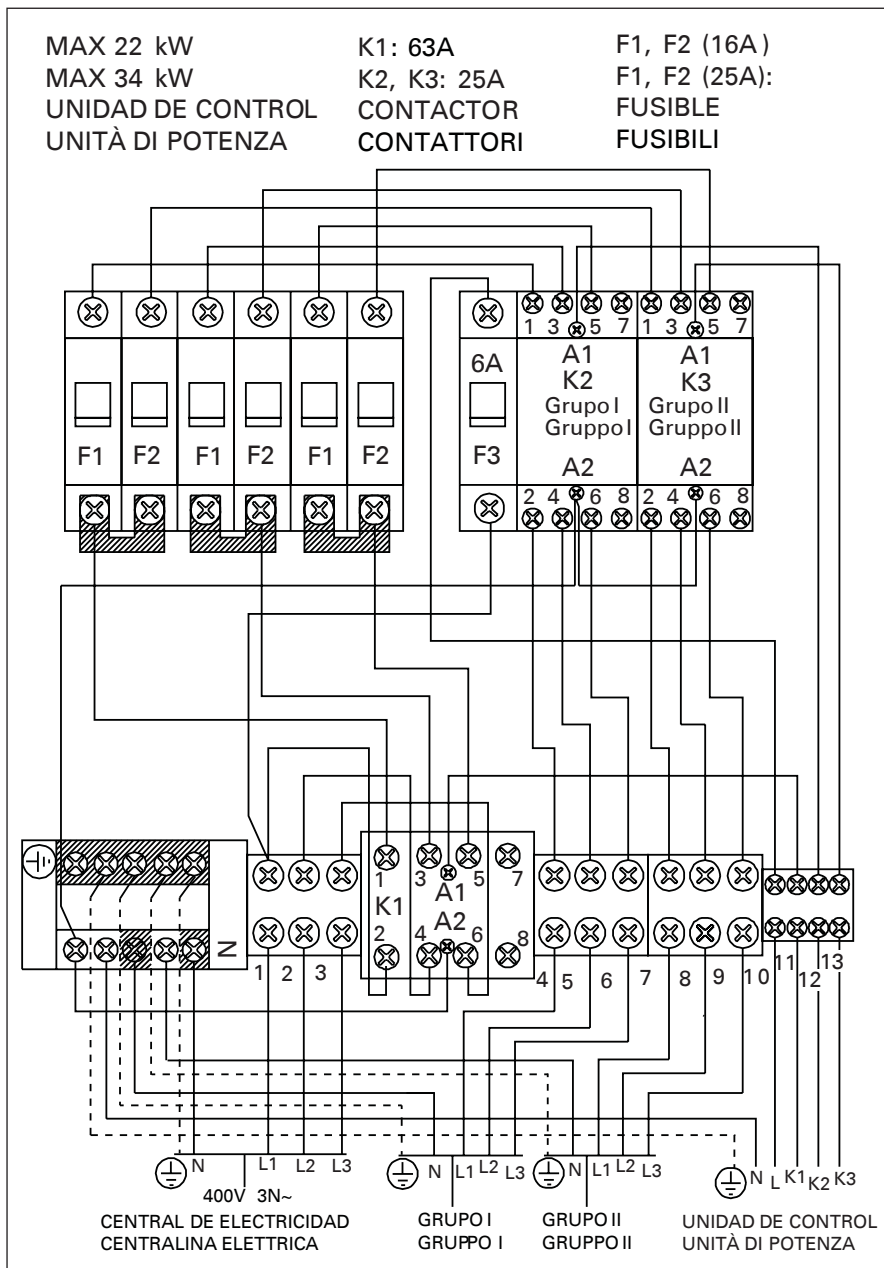 MAX 22 kW K1: 63A F1, F2 (16A)
MAX 34 kW K2, K3: 25A F1, F2 (25A):
UNIDAD DE CONTROL CONTACTOR FUSIBLE
UNITÀ DI POTENZA CONTATTORI FUSIBILI
1 3 5 7 1 3 5 7
6A A1 A1
K2 K3
Grupo I Grupo II
Gruppo I Gruppo II
F1 F2 F1 F2 F1 F2 F3
A2 A2
2 4 6 8 2 4 6 8
1 3 5 7
K1 A1
A2
2 4 6 8
N
1 2 3 4 5 6 7 8 9 10 11 12 13
N L1 L2 L3 N L1 L2 L3 N L1 L2 L3 N L K1 K2 K3
400V 3N~
CENTRAL DE ELECTRICIDAD GRUPO I GRUPO II UNIDAD DE CONTROL
CENTRALINA ELETTRICA GRUPPO I GRUPPO II UNITÀ DI POTENZA